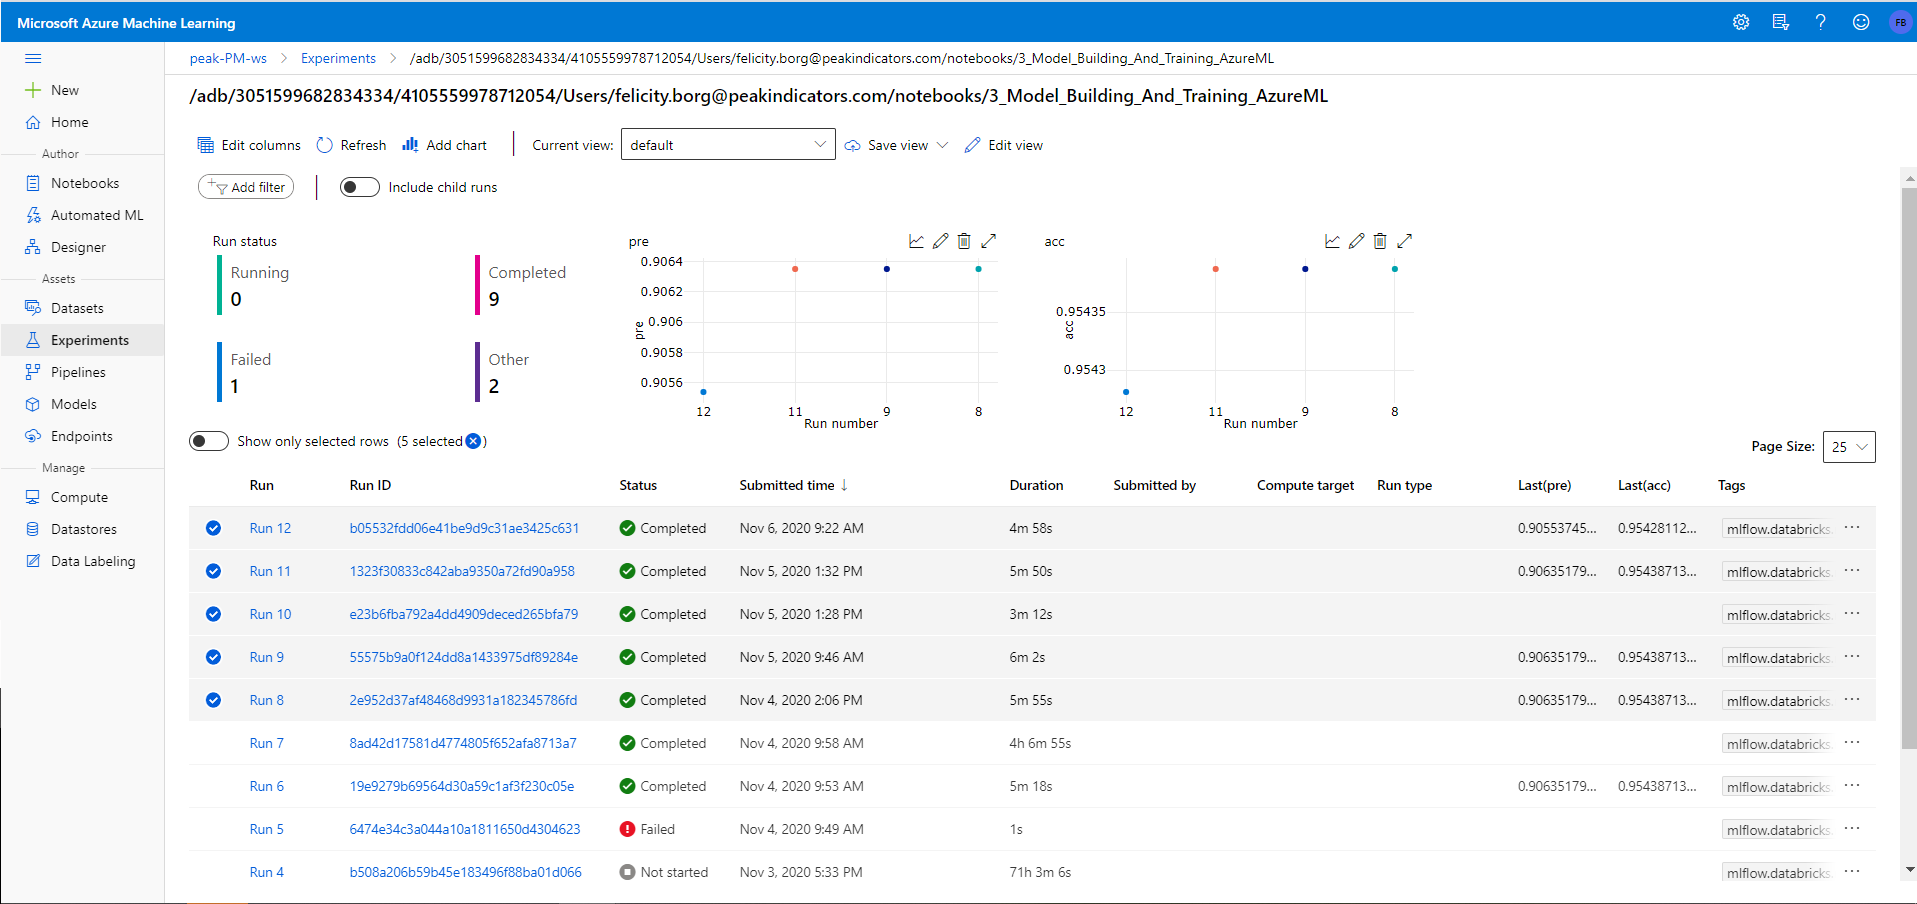 Microsoft Azure Machine Learning
FB
peak-PM-ws > Experiments > /adb/3051599682834334/4105559978712054/Users/felicity.borg@peakindicators.com/notebooks/3_Model_Building_And_Training_AzureML
/adb/3051599682834334/4105559978712054/Users/felicity.borg@peakindicators.com/notebooks/3_Model_Building_And_Training_AzureML
New
Home
Author
Notebooks
Automated ML
Designer
Assets
Datasets
Experiments
Pipelines
Models
Endpoints
Manage
Compute
Datastores
Data Labeling
Edit columns Refresh Add chart Current view: default Save view Edit view
Add filter Include child runs
Run status
Running
0
Completed
9
Failed
1
Other
2
pre
0.9064
0.9062
0.906
0.9058
0.9056
pre
12 11 9 8
Run number
acc
0.95435
0.9543
acc
12 11 9 8
Run number
Show only selected rows (5 selected )
Page Size: 25
Run Run ID Status Submitted time ↓ Duration Submitted by Compute target Run type Last(pre) Last(acc) Tags
Run 12 b05532fdd06e41be9d9c31ae3425c631 Completed Nov 6, 2020 9:22 AM 4m 58s 0.90553745... 0.95428112... mlflow.databricks. ...
Run 11 1323f30833c842aba9350a72fd90a958 Completed Nov 5, 2020 1:32 PM 5m 50s 0.90635179... 0.95438713... mlflow.databricks. ...
Run 10 e23b6fba792a4dd4909deced265bfa79 Completed Nov 5, 2020 1:28 PM 3m 12s mlflow.databricks. ...
Run 9 55575b9a0f124dd8a1433975df89284e Completed Nov 5, 2020 9:46 AM 6m 2s 0.90635179... 0.95438713... mlflow.databricks. ...
Run 8 2e952d37af48468d9931a182345786fd Completed Nov 4, 2020 2:06 PM 5m 55s 0.90635179... 0.95438713... mlflow.databricks. ...
Run 7 8ad42d17581d4774805f652afa8713a7 Completed Nov 4, 2020 9:58 AM 4h 6m 55s mlflow.databricks. ...
Run 6 19e9279b69564d30a59c1af3f230c05e Completed Nov 4, 2020 9:53 AM 5m 18s 0.90635179... 0.95438713... mlflow.databricks. ...
Run 5 6474e34c3a044a10a1811650d4304623 Failed Nov 4, 2020 9:49 AM 1s mlflow.databricks. ...
Run 4 b508a206b59b45e183496f88ba01d066 Not started Nov 3, 2020 5:33 PM 71h 3m 6s mlflow.databricks. ...